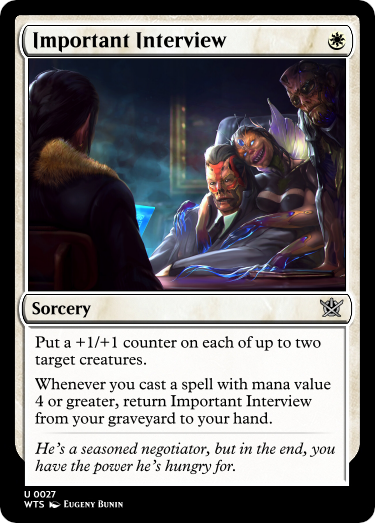 Important Interview
Sorcery
Put a +1/+1 counter on each of up to two
target creatures.
Whenever you cast a spell with mana value
4 or greater, return Important Interview
from your graveyard to your hand.
He's a seasoned negotiator, but in the end, you
have the power he's hungry for.
U 0027
WTS Eugeny Bunin